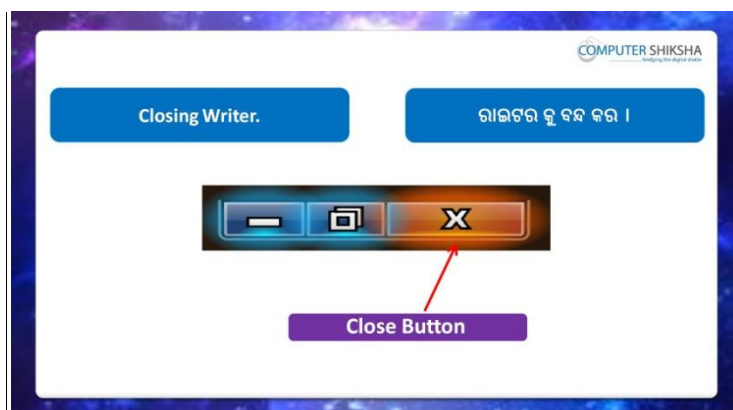 COMPUTER SHIKSHA
bridging the digital divide
Closing Writer.
ରାଇଟର କୁ ବନ୍ଦ କର ।
X
Close Button